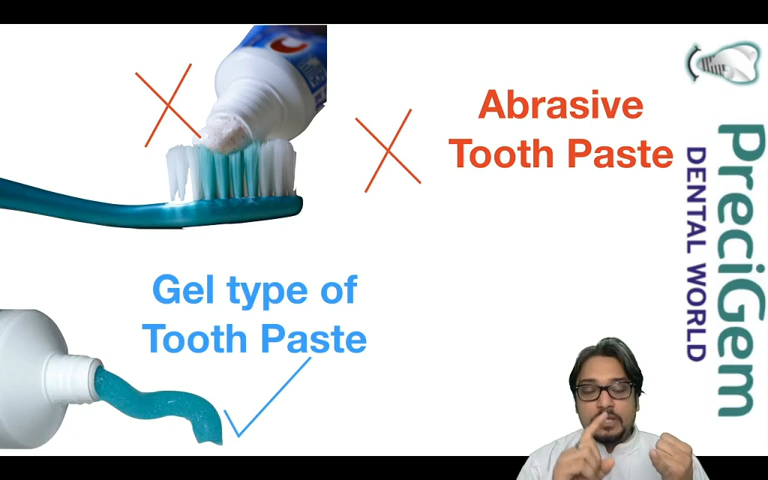 Abrasive
Tooth Paste
Gel type of
Tooth Paste
PreciGem
DENTAL WORLD